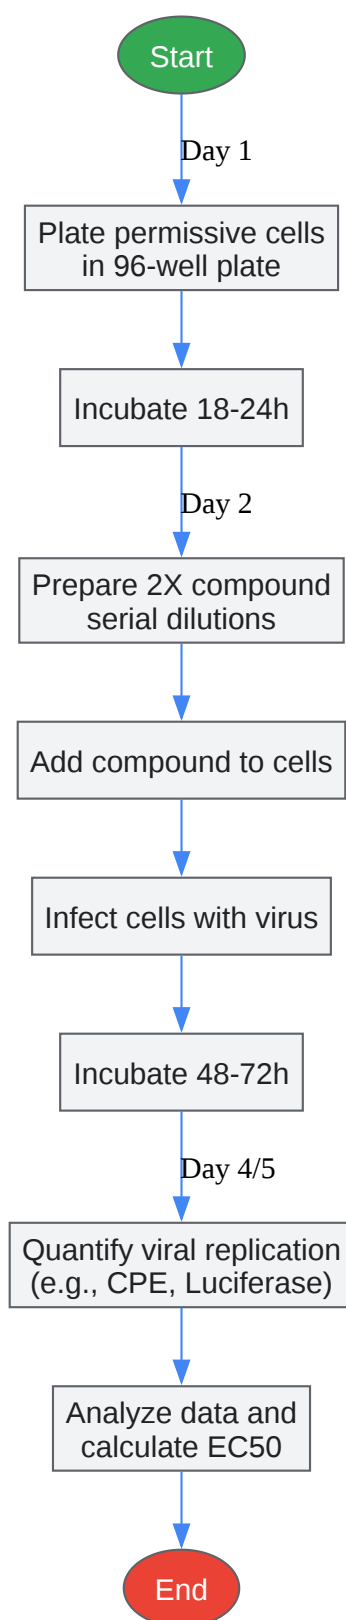 Start
Day 1
Plate permissive cells
in 96-well plate
Incubate 18-24h
Day 2
Prepare 2X compound
serial dilutions
Add compound to cells
Infect cells with virus
Incubate 48-72h
Day 4/5
Quantify viral replication
(e.g., CPE, Luciferase)
Analyze data and
calculate EC50
End